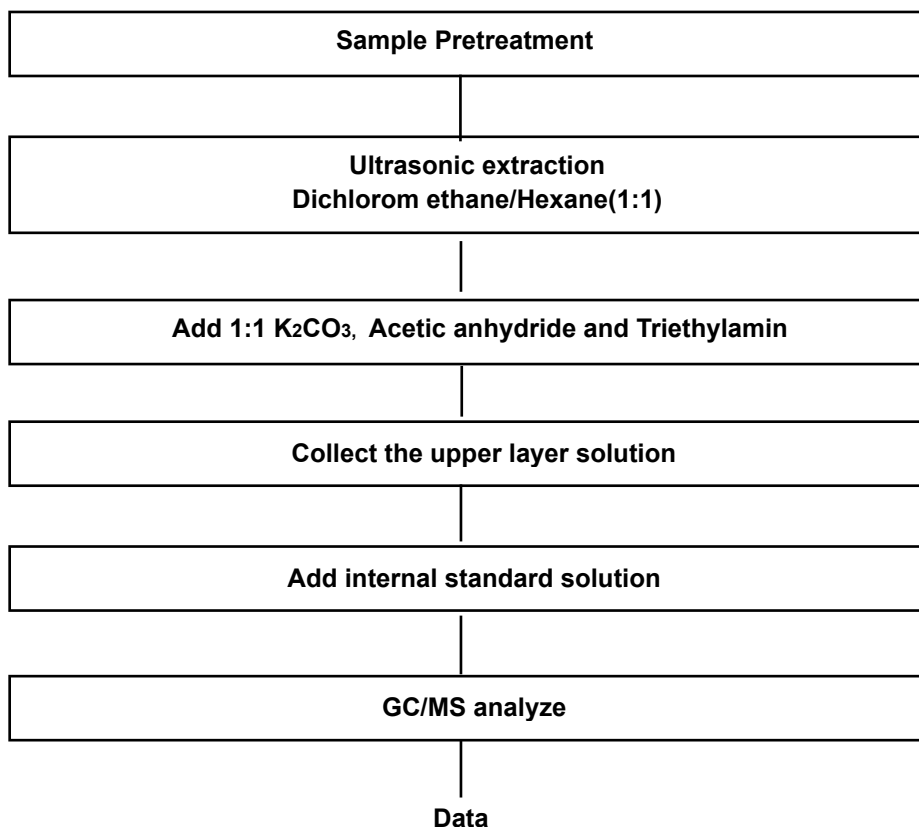 Sample Pretreatment
Ultrasonic extraction
Dichlorom ethane/Hexane(1:1)
Add 1:1 K₂CO₃, Acetic anhydride and Triethylamin
Collect the upper layer solution
Add internal standard solution
GC/MS analyze
Data